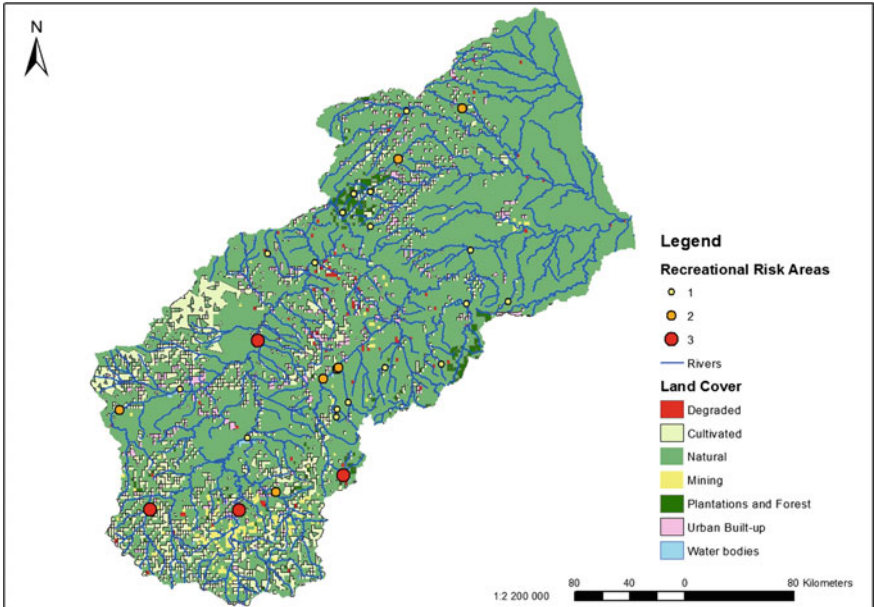 N
Legend
Recreational Risk Areas
1
2
3
Rivers
Land Cover
Degraded
Cultivated
Natural
Mining
Plantations and Forest
Urban Built-up
Water bodies
1:2 200 000
80 40 0 80 Kilometers